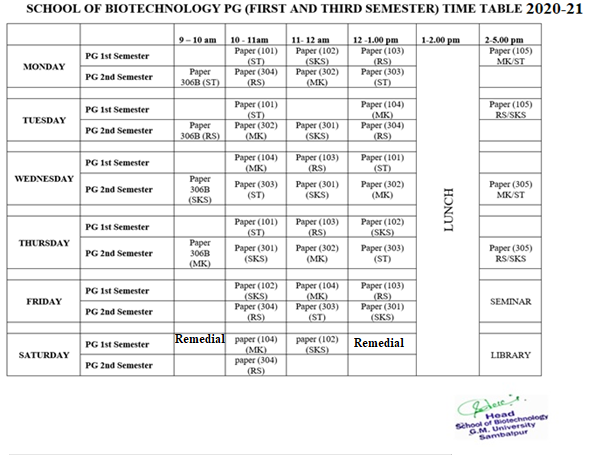 SCHOOL OF BIOTECHNOLOGY PG (FIRST AND THIRD SEMESTER) TIME TABLE 2020-21
9 – 10 am 10 - 11am 11- 12 am 12 -1.00 pm 1-2.00 pm 2-5.00 pm
MONDAY
PG 1st Semester
Paper (101)
(ST)
Paper (102)
(SKS)
Paper (103)
(RS)
Paper (105)
MK/ST
PG 2nd Semester
Paper
306B (ST)
Paper (304)
(RS)
Paper (302)
(MK)
Paper (303)
(ST)
TUESDAY
PG 1st Semester
Paper (101)
(ST)
Paper (104)
(MK)
Paper (105)
RS/SKS
PG 2nd Semester
Paper
306B (RS)
Paper (302)
(MK)
Paper (301)
(SKS)
Paper (304)
(RS)
WEDNESDAY
PG 1st Semester
Paper (104)
(MK)
Paper (103)
(RS)
Paper (101)
(ST)
PG 2nd Semester
Paper
306B
(SKS)
Paper (303)
(ST)
Paper (301)
(SKS)
Paper (302)
(MK)
Paper (305)
MK/ST
LUNCH
THURSDAY
PG 1st Semester
Paper (101)
(ST)
Paper (103)
(RS)
Paper (102)
(SKS)
PG 2nd Semester
Paper
306B
(MK)
Paper (301)
(SKS)
Paper (302)
(MK)
Paper (303)
(ST)
Paper (305)
RS/SKS
FRIDAY
PG 1st Semester
Paper (102)
(SKS)
Paper (104)
(MK)
Paper (103)
(RS)
SEMINAR
PG 2nd Semester
Paper (304)
(RS)
Paper (303)
(ST)
Paper (301)
(SKS)
SATURDAY
PG 1st Semester
Remedial
paper (104)
(MK)
paper (102)
(SKS)
Remedial
LIBRARY
PG 2nd Semester
paper (304)
(RS)
Head
School of Biotechnology
G.M. University
Sambalpur